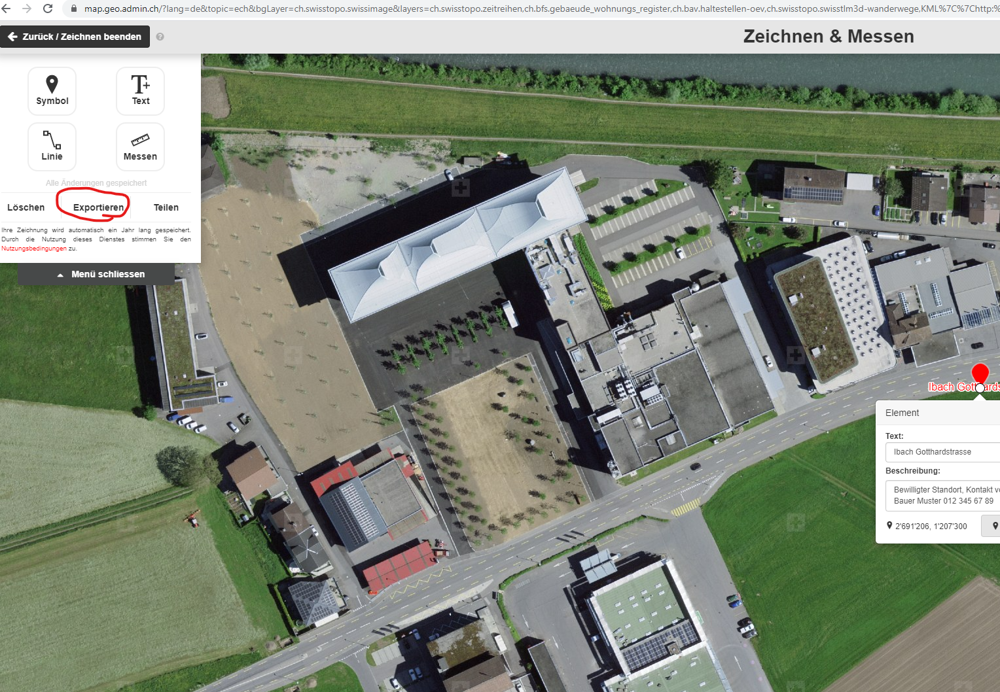 map.geo.admin.ch/?lang=de&topic=ech&bgLayer=ch.swisstopo.swissimage&layers=ch.swisstopo.zeitreihen,ch.bfs.gebaeude_wohnungs_register,ch.bav.haltestellen-oev,ch.swisstopo.swisstlm3d-wanderwege,KML%7C%7Chttp:%
Zurück / Zeichnen beenden ?
Zeichnen & Messen
Symbol
Text
Linie
Messen
Alle Änderungen gespeichert
Löschen
Exportieren
Teilen
Ihre Zeichnung wird automatisch ein Jahr lang gespeichert.
Durch die Nutzung dieses Dienstes stimmen Sie den
Nutzungsbedingungen zu.
Menü schliessen
Ibach Gotthards
Element
Text:
Ibach Gotthardstrasse
Beschreibung:
Bewilligter Standort, Kontakt ve
Bauer Muster 012 345 67 89
2'691'206, 1'207'300